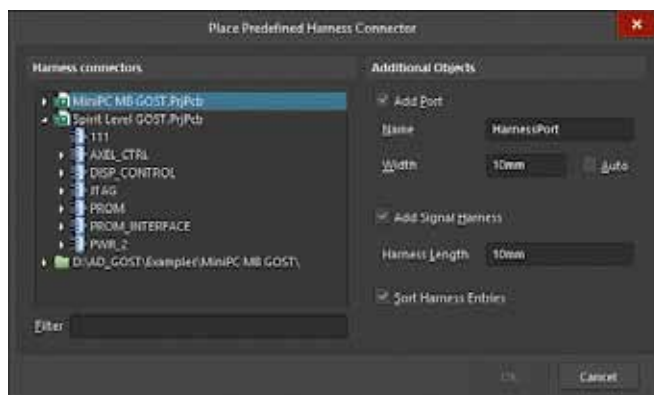 Place Predefined Harness Connector
Harness connectors
MiniPC MB GOST.PrjPcb
Spirit Level GOST.PrjPcb
111
AXEL_CTRL
DISP_CONTROL
JTAG
PROM
PROM_INTERFACE
PWR_2
D:\AD_GOST\Examples\MiniPC MB GOST\
Filter
Additional Objects
Add Port
Name
HarnessPort
Width
10mm
Auto
Add Signal Harness
Harness Length
10mm
Sort Harness Entries
OK
Cancel